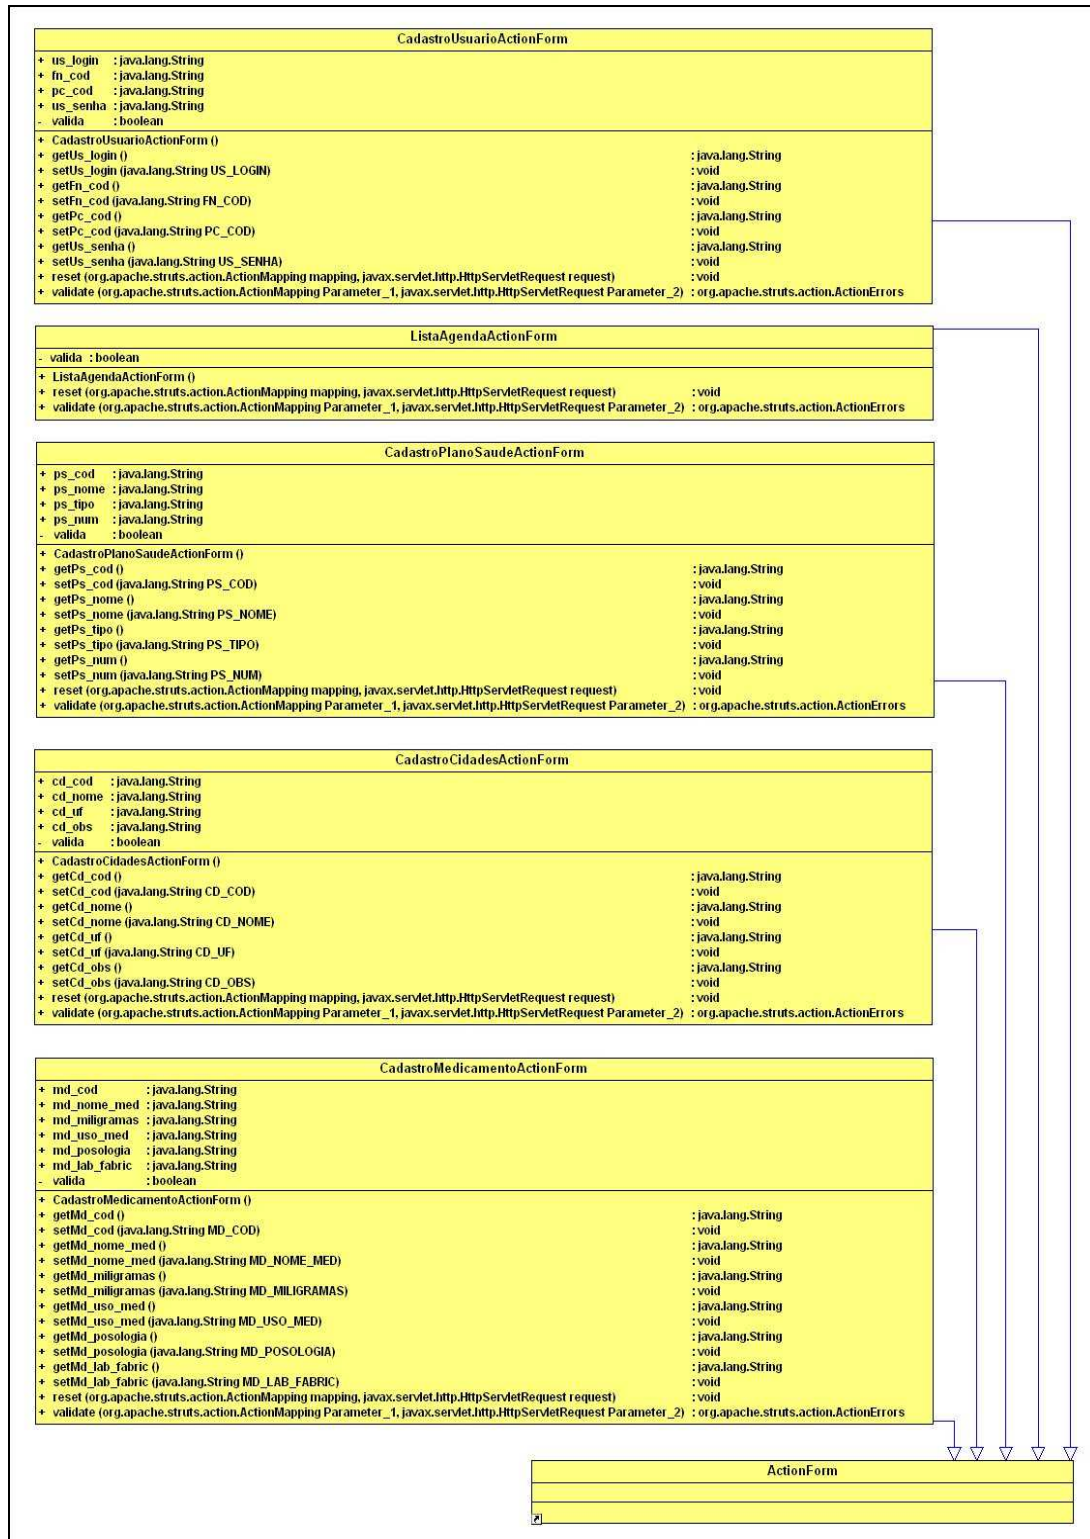 CadastroUsuarioActionForm
+ us_login : java.lang.String
+ fn_cod : java.lang.String
+ pc_cod : java.lang.String
+ us_senha : java.lang.String
- valida : boolean
+ CadastroUsuarioActionForm ()
+ getUs_login () : java.lang.String
+ setUs_login (java.lang.String US_LOGIN) : void
+ getFn_cod () : java.lang.String
+ setFn_cod (java.lang.String FN_COD) : void
+ getPc_cod () : java.lang.String
+ setPc_cod (java.lang.String PC_COD) : void
+ getUs_senha () : java.lang.String
+ setUs_senha (java.lang.String US_SENHA) : void
+ reset (org.apache.struts.action.ActionMapping mapping, javax.servlet.http.HttpServletRequest request) : void
+ validate (org.apache.struts.action.ActionMapping Parameter_1, javax.servlet.http.HttpServletRequest Parameter_2) : org.apache.struts.action.ActionErrors
ListaAgendaActionForm
- valida : boolean
+ ListaAgendaActionForm ()
+ reset (org.apache.struts.action.ActionMapping mapping, javax.servlet.http.HttpServletRequest request) : void
+ validate (org.apache.struts.action.ActionMapping Parameter_1, javax.servlet.http.HttpServletRequest Parameter_2) : org.apache.struts.action.ActionErrors
CadastroPlanoSaudeActionForm
+ ps_cod : java.lang.String
+ ps_nome : java.lang.String
+ ps_tipo : java.lang.String
+ ps_num : java.lang.String
- valida : boolean
+ CadastroPlanoSaudeActionForm ()
+ getPs_cod () : java.lang.String
+ setPs_cod (java.lang.String PS_COD) : void
+ getPs_nome () : java.lang.String
+ setPs_nome (java.lang.String PS_NOME) : void
+ getPs_tipo () : java.lang.String
+ setPs_tipo (java.lang.String PS_TIPO) : void
+ getPs_num () : java.lang.String
+ setPs_num (java.lang.String PS_NUM) : void
+ reset (org.apache.struts.action.ActionMapping mapping, javax.servlet.http.HttpServletRequest request) : void
+ validate (org.apache.struts.action.ActionMapping Parameter_1, javax.servlet.http.HttpServletRequest Parameter_2) : org.apache.struts.action.ActionErrors
CadastroCidadesActionForm
+ cd_cod : java.lang.String
+ cd_nome : java.lang.String
+ cd_uf : java.lang.String
+ cd_obs : java.lang.String
- valida : boolean
+ CadastroCidadesActionForm ()
+ getCd_cod () : java.lang.String
+ setCd_cod (java.lang.String CD_COD) : void
+ getCd_nome () : java.lang.String
+ setCd_nome (java.lang.String CD_NOME) : void
+ getCd_uf () : java.lang.String
+ setCd_uf (java.lang.String CD_UF) : void
+ getCd_obs () : java.lang.String
+ setCd_obs (java.lang.String CD_OBS) : void
+ reset (org.apache.struts.action.ActionMapping mapping, javax.servlet.http.HttpServletRequest request) : void
+ validate (org.apache.struts.action.ActionMapping Parameter_1, javax.servlet.http.HttpServletRequest Parameter_2) : org.apache.struts.action.ActionErrors
CadastroMedicamentoActionForm
+ md_cod : java.lang.String
+ md_nome_med : java.lang.String
+ md_miligramas : java.lang.String
+ md_uso_med : java.lang.String
+ md_posologia : java.lang.String
+ md_lab_fabric : java.lang.String
- valida : boolean
+ CadastroMedicamentoActionForm ()
+ getMd_cod () : java.lang.String
+ setMd_cod (java.lang.String MD_COD) : void
+ getMd_nome_med () : java.lang.String
+ setMd_nome_med (java.lang.String MD_NOME_MED) : void
+ getMd_miligramas () : java.lang.String
+ setMd_miligramas (java.lang.String MD_MILIGRAMAS) : void
+ getMd_uso_med () : java.lang.String
+ setMd_uso_med (java.lang.String MD_USO_MED) : void
+ getMd_posologia () : java.lang.String
+ setMd_posologia (java.lang.String MD_POSOLOGIA) : void
+ getMd_lab_fabric () : java.lang.String
+ setMd_lab_fabric (java.lang.String MD_LAB_FABRIC) : void
+ reset (org.apache.struts.action.ActionMapping mapping, javax.servlet.http.HttpServletRequest request) : void
+ validate (org.apache.struts.action.ActionMapping Parameter_1, javax.servlet.http.HttpServletRequest Parameter_2) : org.apache.struts.action.ActionErrors
ActionForm